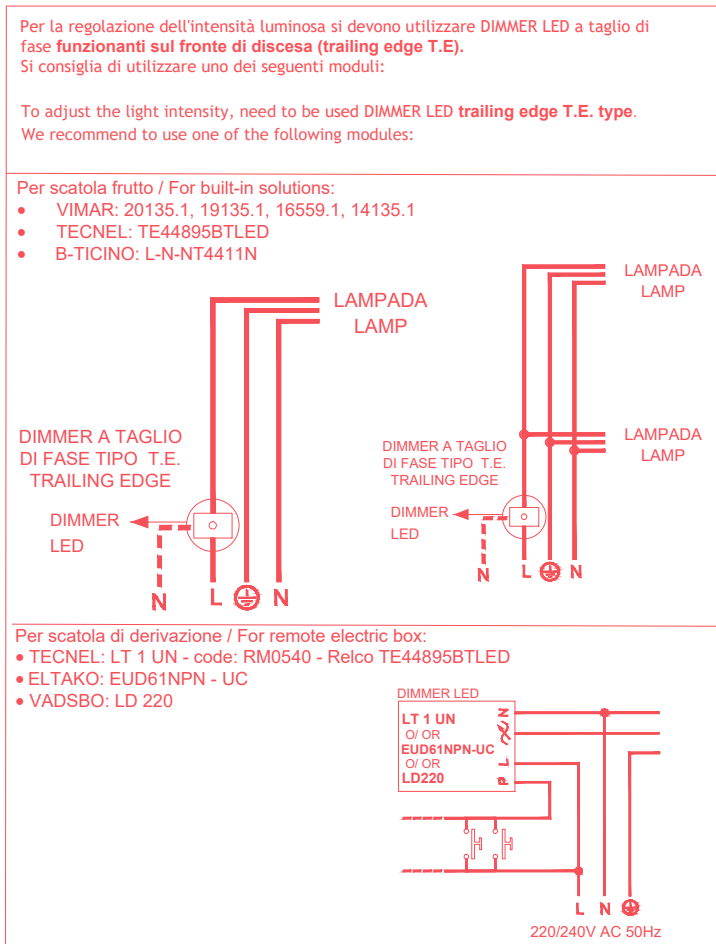 Per la regolazione dell'intensità luminosa si devono utilizzare DIMMER LED a taglio di
fase funzionanti sul fronte di discesa (trailing edge T.E).
Si consiglia di utilizzare uno dei seguenti moduli:
To adjust the light intensity, need to be used DIMMER LED trailing edge T.E. type.
We recommend to use one of the following modules:
Per scatola frutto / For built-in solutions:
• VIMAR: 20135.1, 19135.1, 16559.1, 14135.1
• TECNEL: TE44895BTLED
• B-TICINO: L-N-NT4411N
LAMPADA
LAMP
DIMMER A TAGLIO
DI FASE TIPO T.E.
TRAILING EDGE
DIMMER
LED
N
L
N
LAMPADA
LAMP
LAMPADA
LAMP
DIMMER A TAGLIO
DI FASE TIPO T.E.
TRAILING EDGE
DIMMER
LED
N
L
N
Per scatola di derivazione / For remote electric box:
• TECNEL: LT 1 UN - code: RM0540 - Relco TE44895BTLED
• ELTAKO: EUD61NPN - UC
• VADSBO: LD 220
DIMMER LED
LT 1 UN
O/ OR
EUD61NPN-UC
O/ OR
LD220
N
L
P
L N
220/240V AC 50Hz